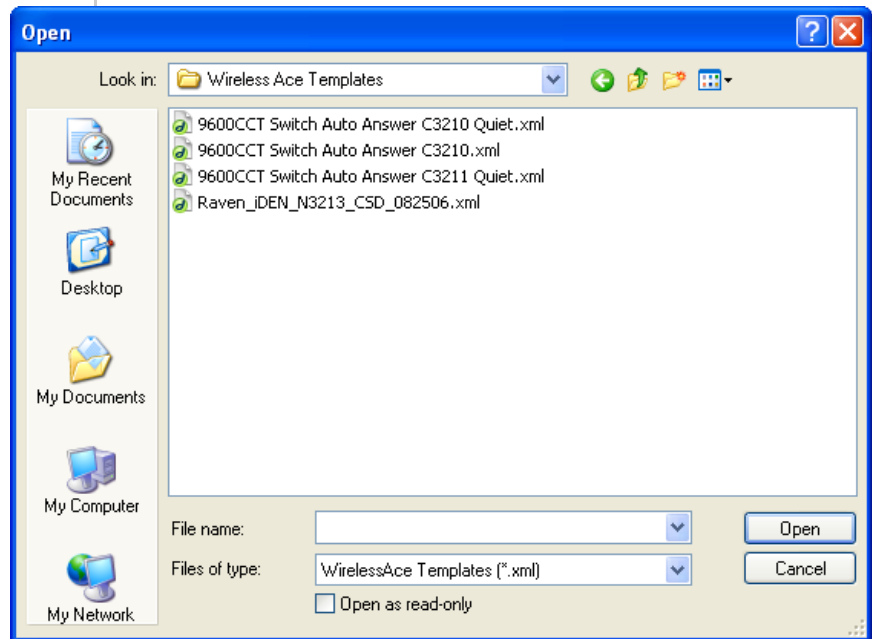 Open
Look in: Wireless Ace Templates
9600CCT Switch Auto Answer C3210 Quiet.xml
9600CCT Switch Auto Answer C3210.xml
9600CCT Switch Auto Answer C3211 Quiet.xml
Raven_iDEN_N3213_CSD_082506.xml
My Recent
Documents
Desktop
My Documents
My Computer
My Network
File name:
Open
Files of type: WirelessAce Templates (*.xml)
Cancel
Open as read-only